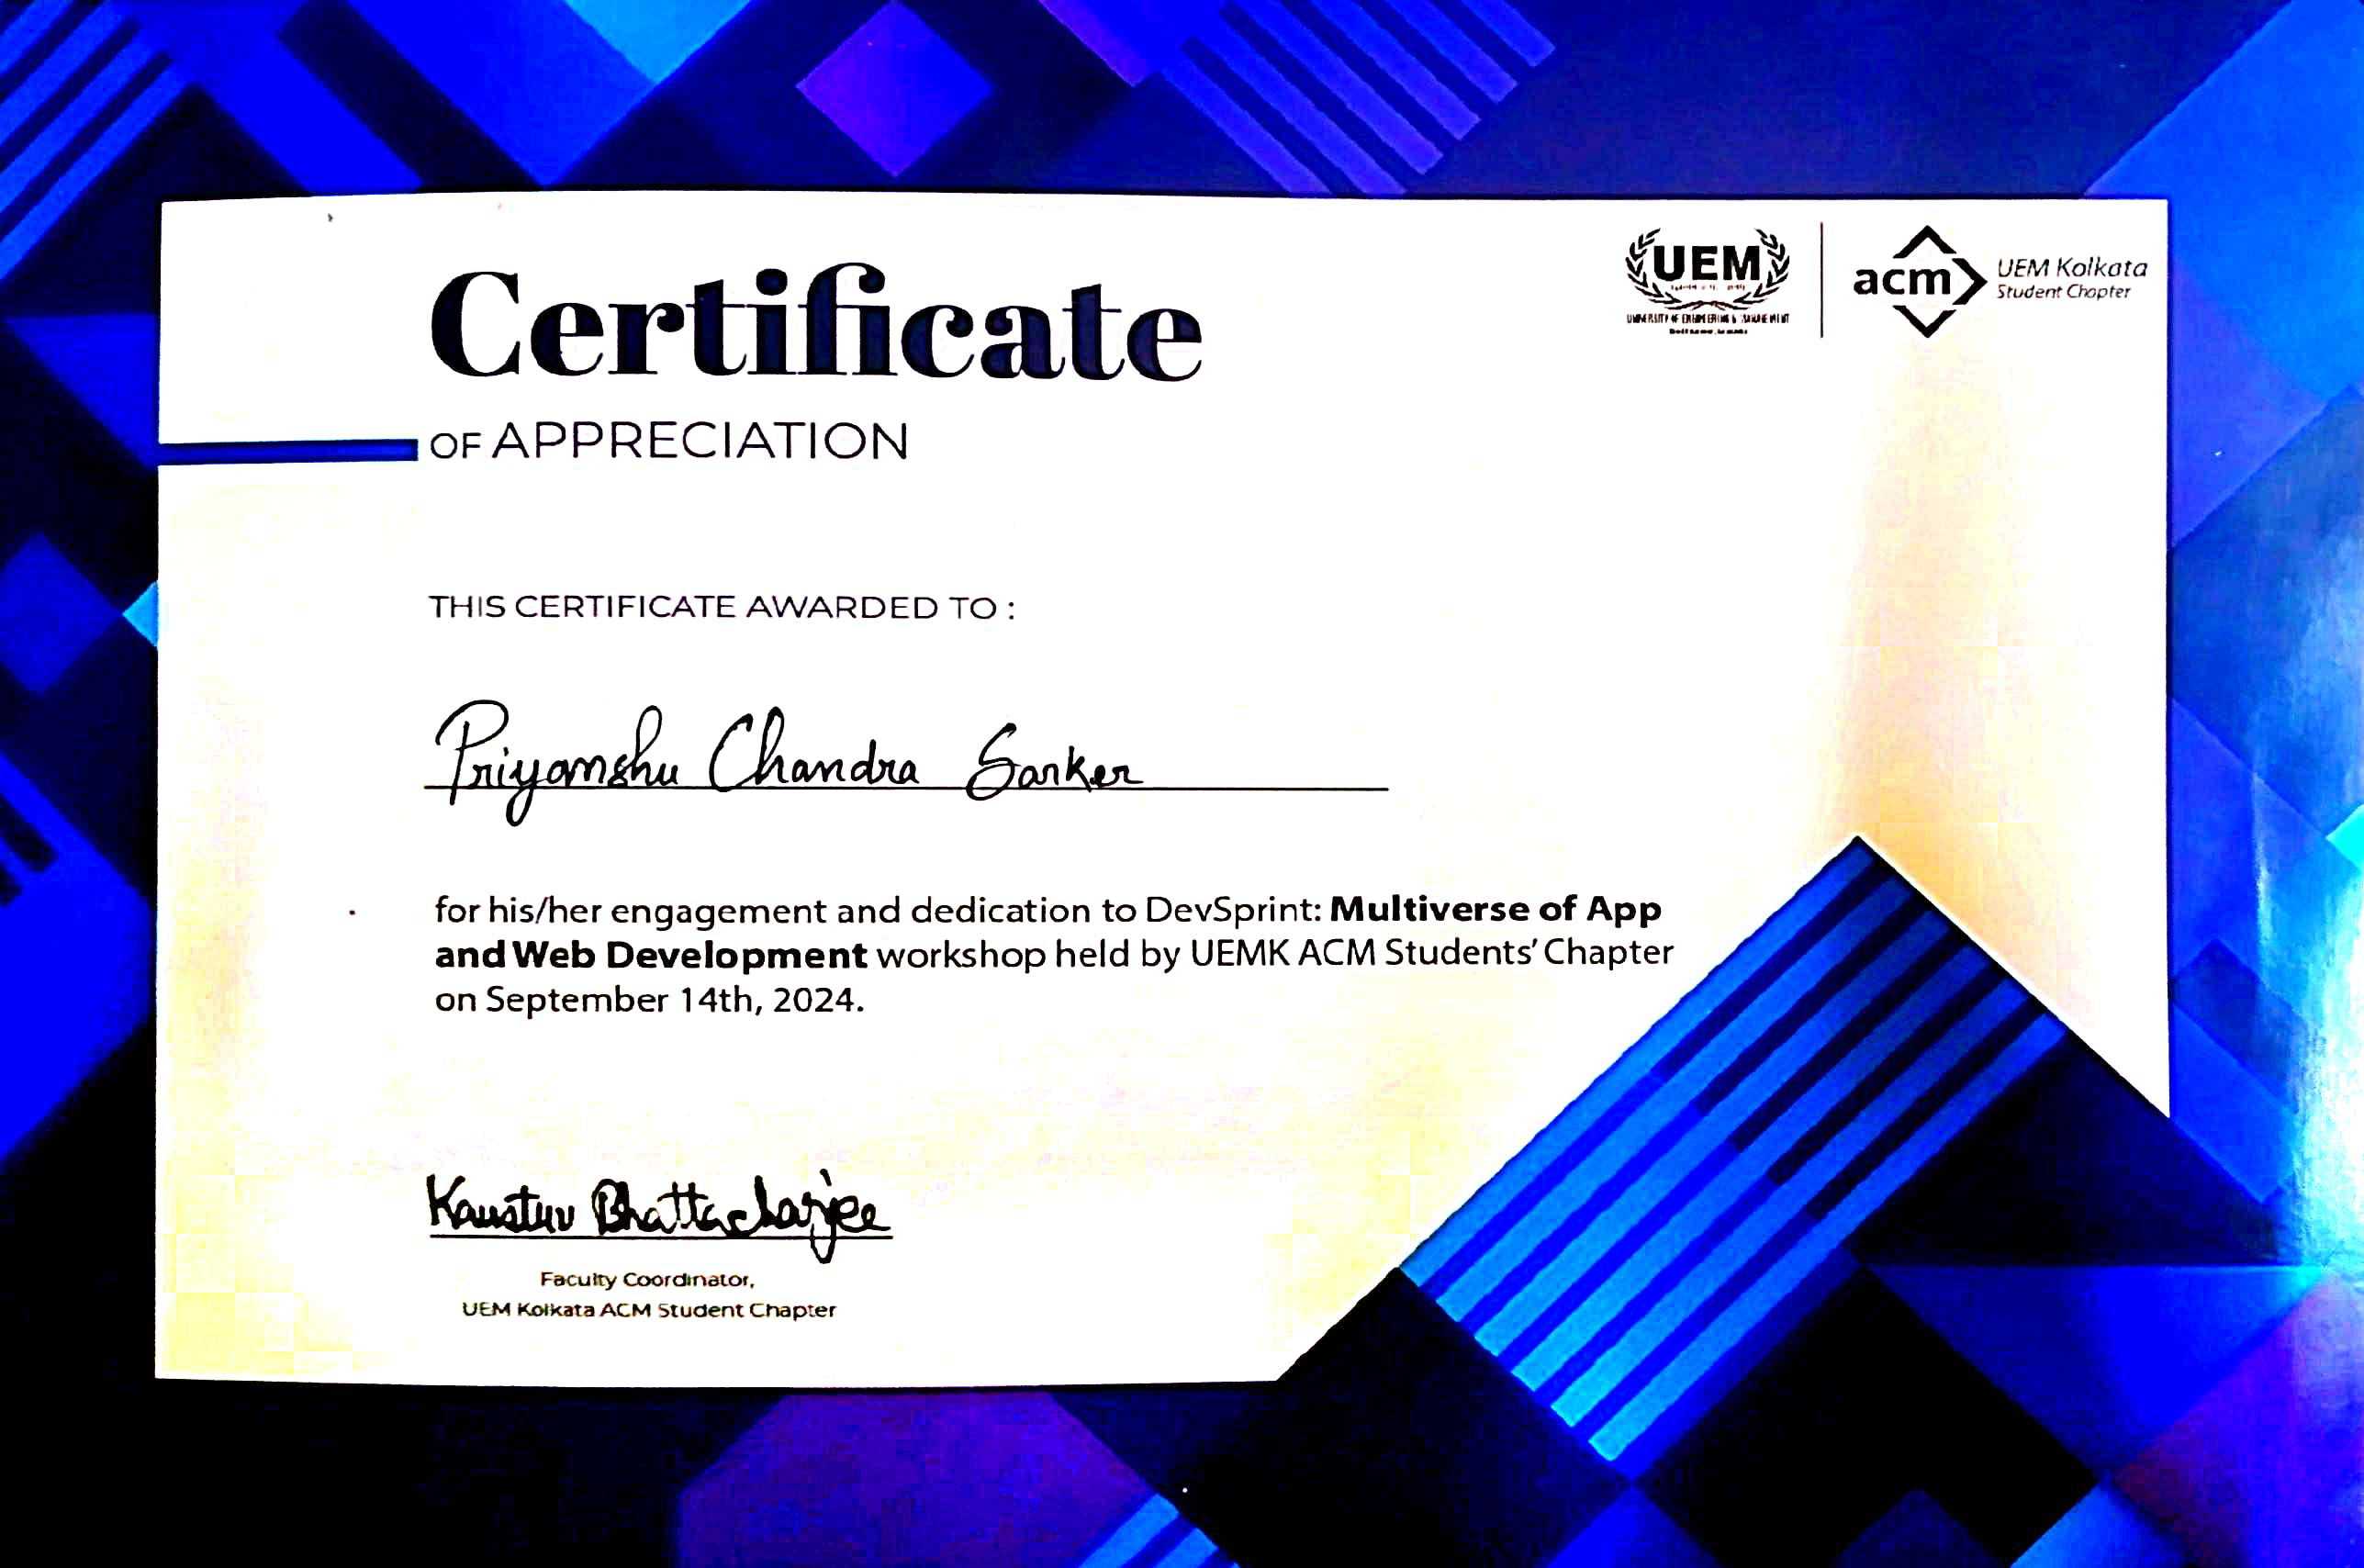 Certificate
OF APPRECIATION
UEM
UNIVERSITY OF ENGINEERING & MANAGEMENT
acm
UEM Kolkata
Student Chapter
THIS CERTIFICATE AWARDED TO :
Priyanshu Chandra Sarker
for his/her engagement and dedication to DevSprint: Multiverse of App
and Web Development workshop held by UEMK ACM Students' Chapter
on September 14th, 2024.
Kaustuv Bhattacharjee
Faculty Coordinator,
UEM Kolkata ACM Student Chapter